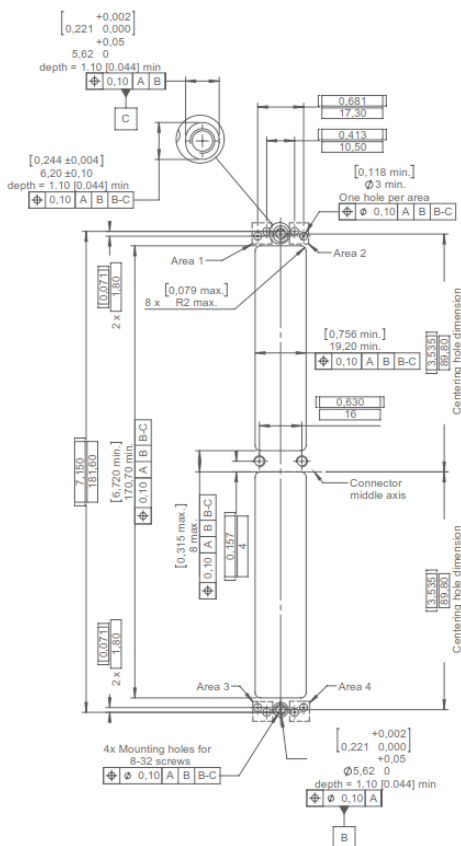 +0,002
[0,221 0,000]
+0,05
5,62 0
depth = 1.10 [0.044] min
⌖ 0,10 A B
C
[0,681]
17,30
[0,413]
10,50
[0,244 ±0,004]
6,20 ±0,10
depth = 1.10 [0.044] min
⌖ 0,10 A B B-C
[0,118 min.]
Ø 3 min.
One hole per area
⌖ ø 0,10 A B B-C
Area 1
Area 2
[0,079 max.]
8 x R2 max.
2 x [0,071]
1,80
[0,756 min.]
19,20 min.
⌖ 0,10 A B B-C
[3,535]
89,80
Centering hole dimension
[0,630]
16
7,150
181,60
[6,720 min.]
170,70 min.
⌖ 0,10 A B B-C
[0,315 max.]
8 max.
⌖ 0,10 A B B-C
[0,157]
4
Connector
middle axis
[3,535]
89,80
Centering hole dimension
2 x [0,071]
1,80
Area 3
Area 4
4x Mounting holes for
8-32 screws
⌖ ø 0,10 A B B-C
+0,002
[0,221 0,000]
+0,05
Ø5,62 0
depth = 1.10 [0.044] min
⌖ ø 0,10 A
B